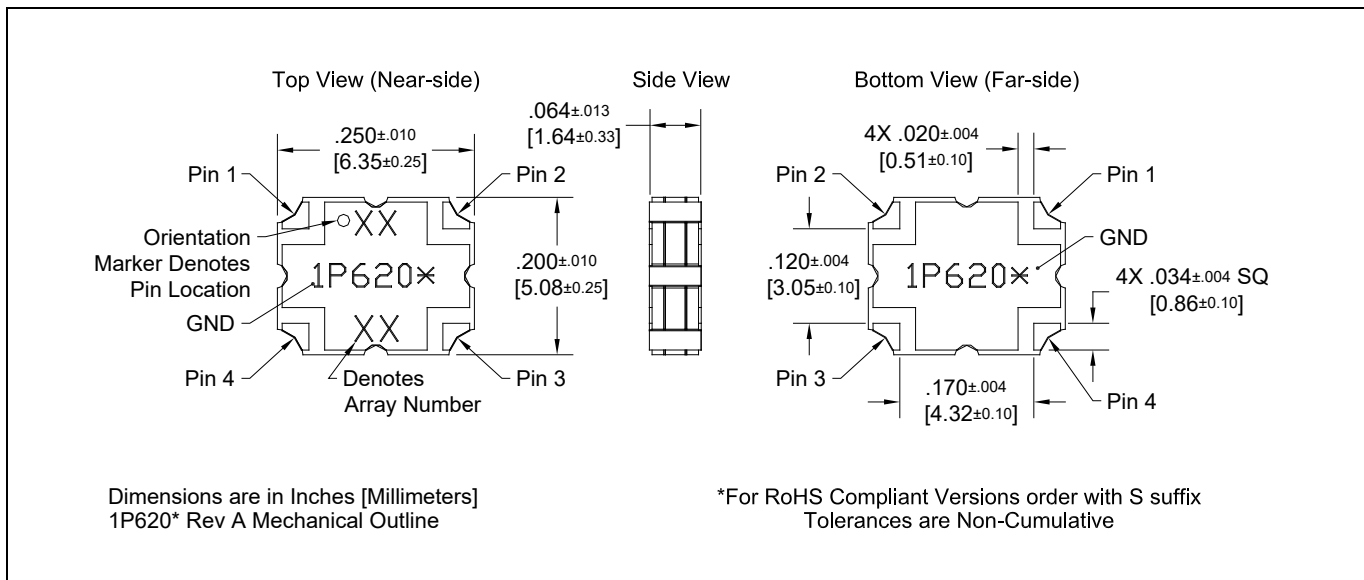 Top View (Near-side)
Side View
Bottom View (Far-side)
.250±.010
[6.35±0.25]
.064±.013
[1.64±0.33]
4X .020±.004
[0.51±0.10]
Pin 1
Pin 2
Pin 2
Pin 1
Orientation
Marker Denotes
Pin Location
XX
1P620*
.200±.010
[5.08±0.25]
GND
XX
Pin 4
Denotes
Array Number
Pin 3
.120±.004
[3.05±0.10]
1P620*
GND
4X .034±.004 SQ
[0.86±0.10]
Pin 3
.170±.004
[4.32±0.10]
Pin 4
Dimensions are in Inches [Millimeters]
1P620* Rev A Mechanical Outline
*For RoHS Compliant Versions order with S suffix
Tolerances are Non-Cumulative